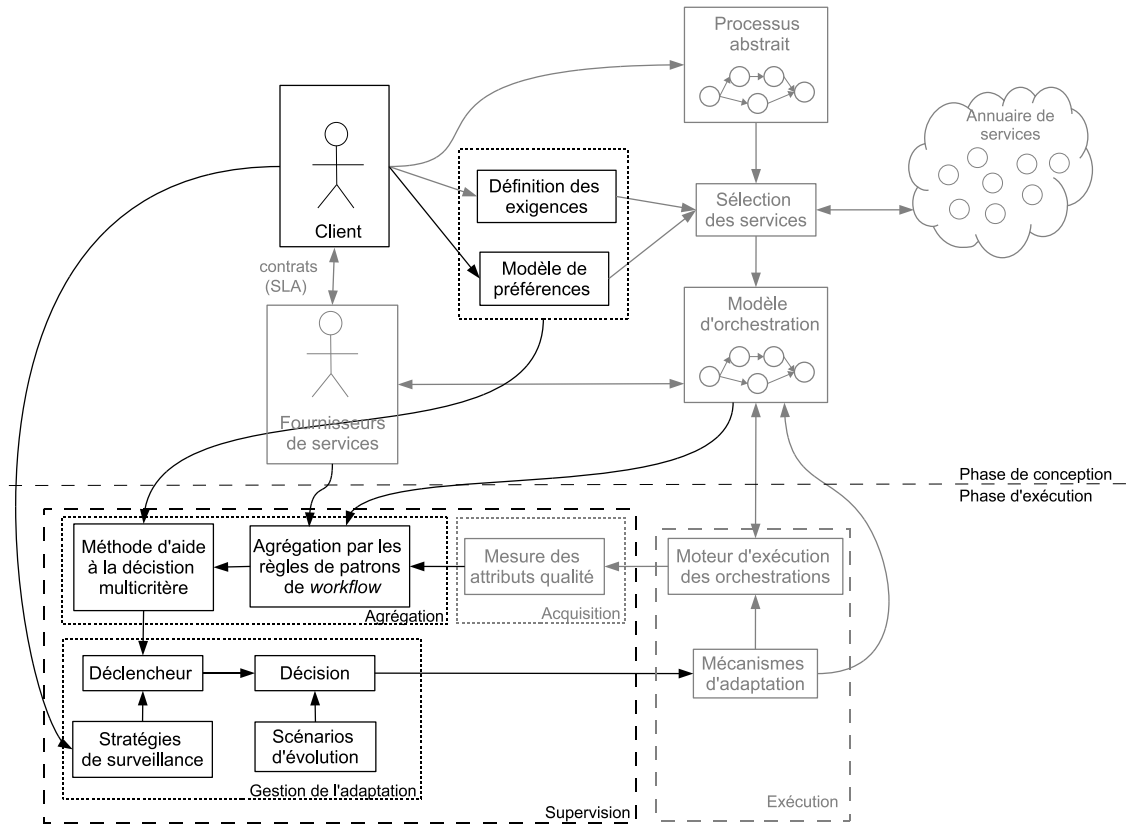 Processus
abstrait
Annuaire de
services
Client
Définition des
exigences
Sélection
des services
contrats
(SLA)
Modèle de
préférences
Modèle
d'orchestration
Fournisseurs
de services
Phase de conception
Phase d'exécution
Méthode d'aide
à la décision
multicritère
Agrégation par les
règles de patrons
de workflow
Agrégation
Mesure des
attributs qualité
Acquisition
Moteur d'exécution
des orchestrations
Déclencheur
Décision
Mécanismes
d'adaptation
Stratégies
de surveillance
Scénarios
d'évolution
Gestion de l'adaptation
Supervision
Exécution